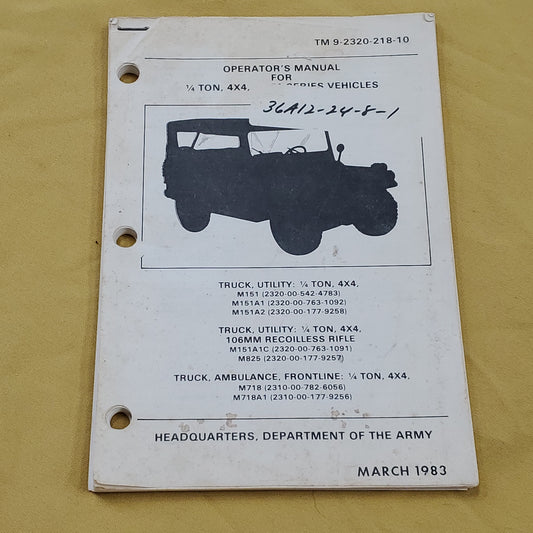 TM 9-2320-218-10
OPERATOR'S MANUAL
FOR
¼ TON, 4X4, SERIES VEHICLES
36A12-24-8-1
TRUCK, UTILITY: ¼ TON, 4X4,
M151 (2320-00-542-4783)
M151A1 (2320-00-763-1092)
M151A2 (2320-00-177-9258)
TRUCK, UTILITY: ¼ TON, 4X4,
106MM RECOILLESS RIFLE
M151A1C (2320-00-763-1091)
M825 (2320-00-177-9257)
TRUCK, AMBULANCE, FRONTLINE: ¼ TON, 4X4,
M718 (2310-00-782-6056)
M718A1 (2310-00-177-9256)
HEADQUARTERS, DEPARTMENT OF THE ARMY
MARCH 1983